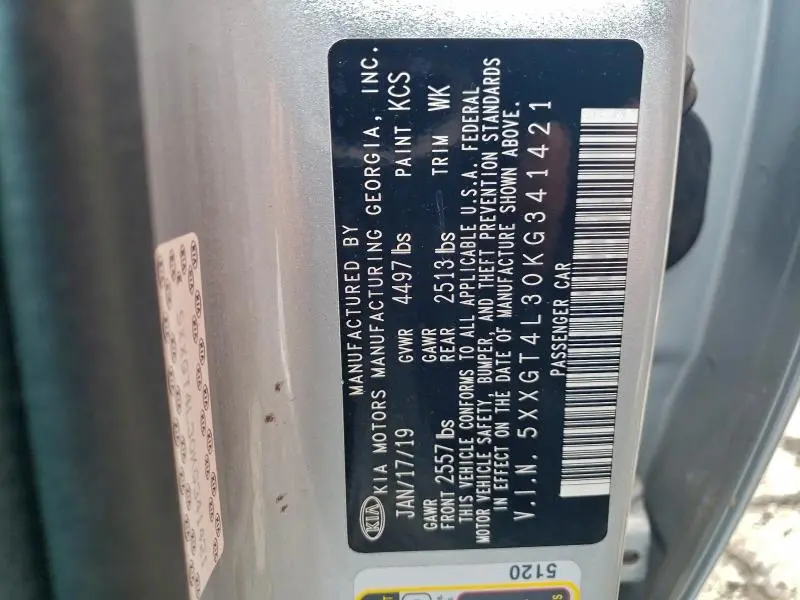 MANUFACTURED BY
KIA KIA MOTORS MANUFACTURING GEORGIA, INC.
JAN/17/19 GVWR 4497 lbs PAINT KCS
GAWR FRONT 2557 lbs GAWR REAR 2513 lbs TRIM WK
THIS VEHICLE CONFORMS TO ALL APPLICABLE U.S.A. FEDERAL
MOTOR VEHICLE SAFETY, BUMPER, AND THEFT PREVENTION STANDARDS
IN EFFECT ON THE DATE OF MANUFACTURE SHOWN ABOVE.
V.I.N. 5XXGT4L30KG341421
PASSENGER CAR
5120